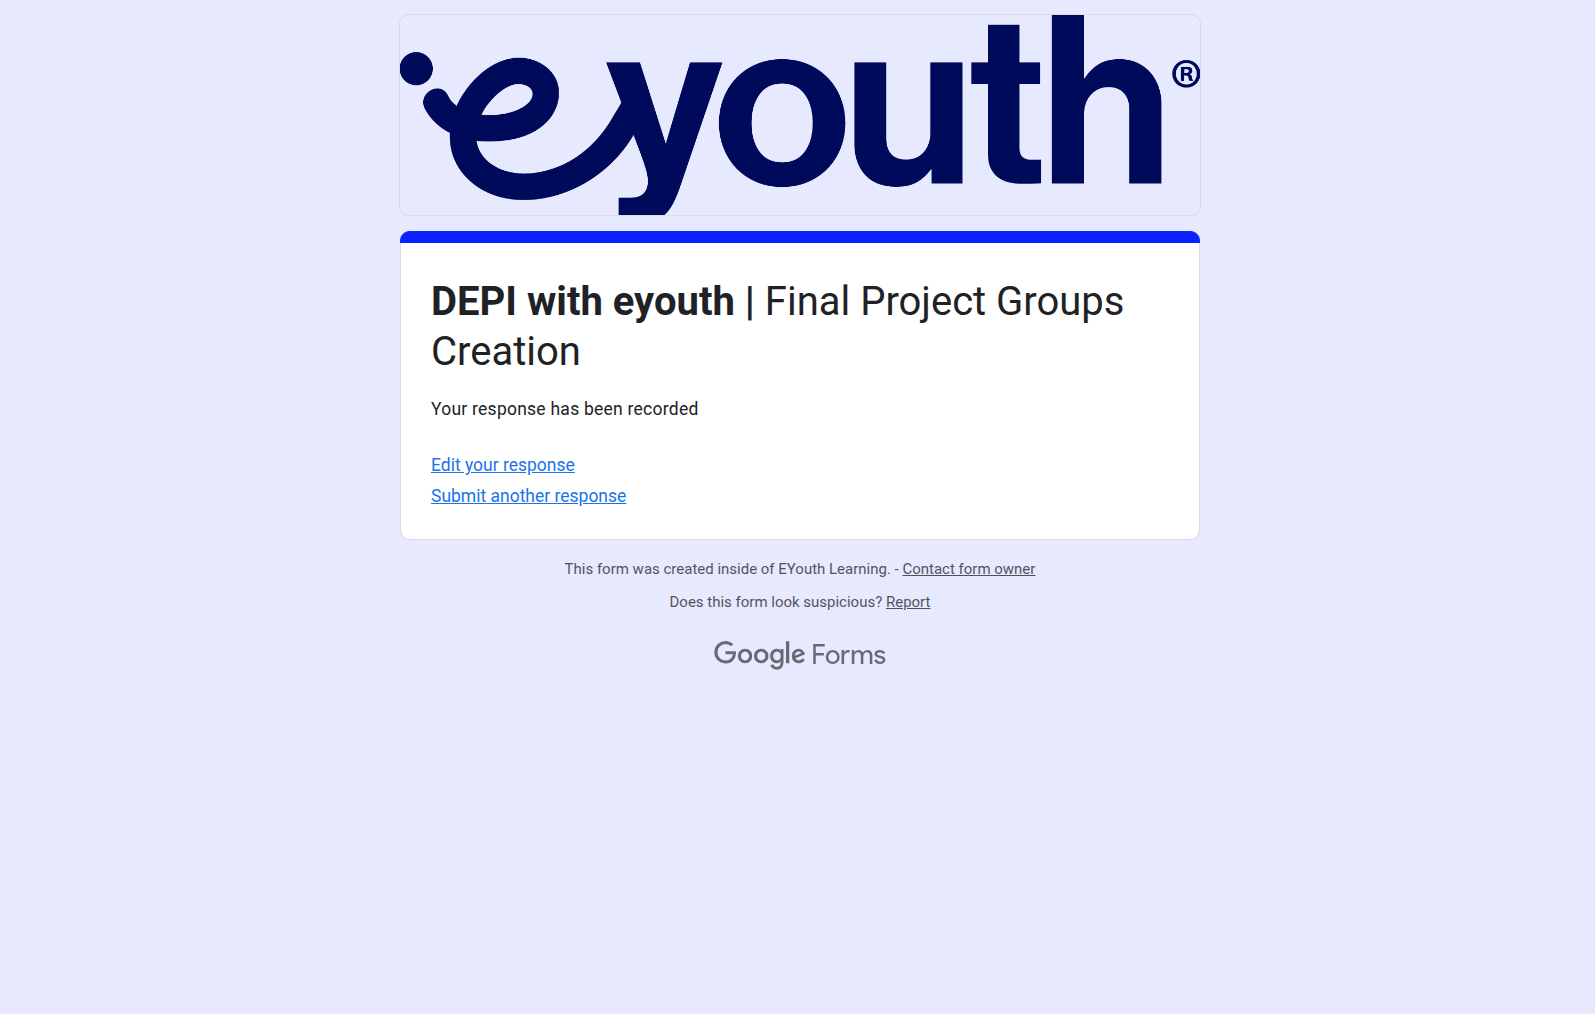 eyouth®
DEPI with eyouth | Final Project Groups
Creation
Your response has been recorded
Edit your response
Submit another response
This form was created inside of EYouth Learning. - Contact form owner
Does this form look suspicious? Report
Google Forms